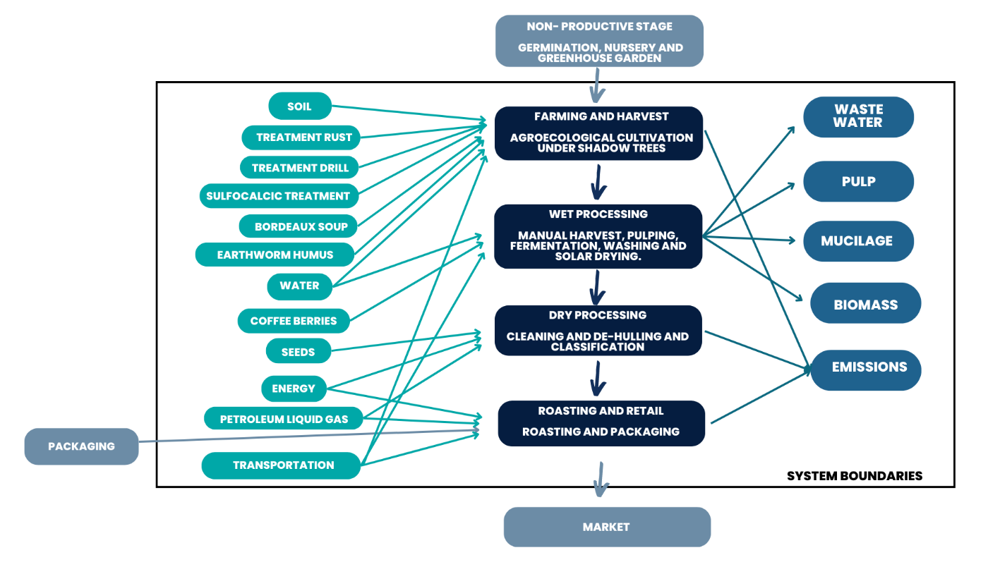 NON- PRODUCTIVE STAGE
GERMINATION, NURSERY AND
GREENHOUSE GARDEN
SOIL
TREATMENT RUST
TREATMENT DRILL
SULFOCALCIC TREATMENT
BORDEAUX SOUP
EARTHWORM HUMUS
WATER
COFFEE BERRIES
SEEDS
ENERGY
PETROLEUM LIQUID GAS
TRANSPORTATION
PACKAGING
FARMING AND HARVEST
AGROECOLOGICAL CULTIVATION
UNDER SHADOW TREES
WET PROCESSING
MANUAL HARVEST, PULPING,
FERMENTATION, WASHING AND
SOLAR DRYING.
DRY PROCESSING
CLEANING AND DE-HULLING AND
CLASSIFICATION
ROASTING AND RETAIL
ROASTING AND PACKAGING
WASTE
WATER
PULP
MUCILAGE
BIOMASS
EMISSIONS
SYSTEM BOUNDARIES
MARKET